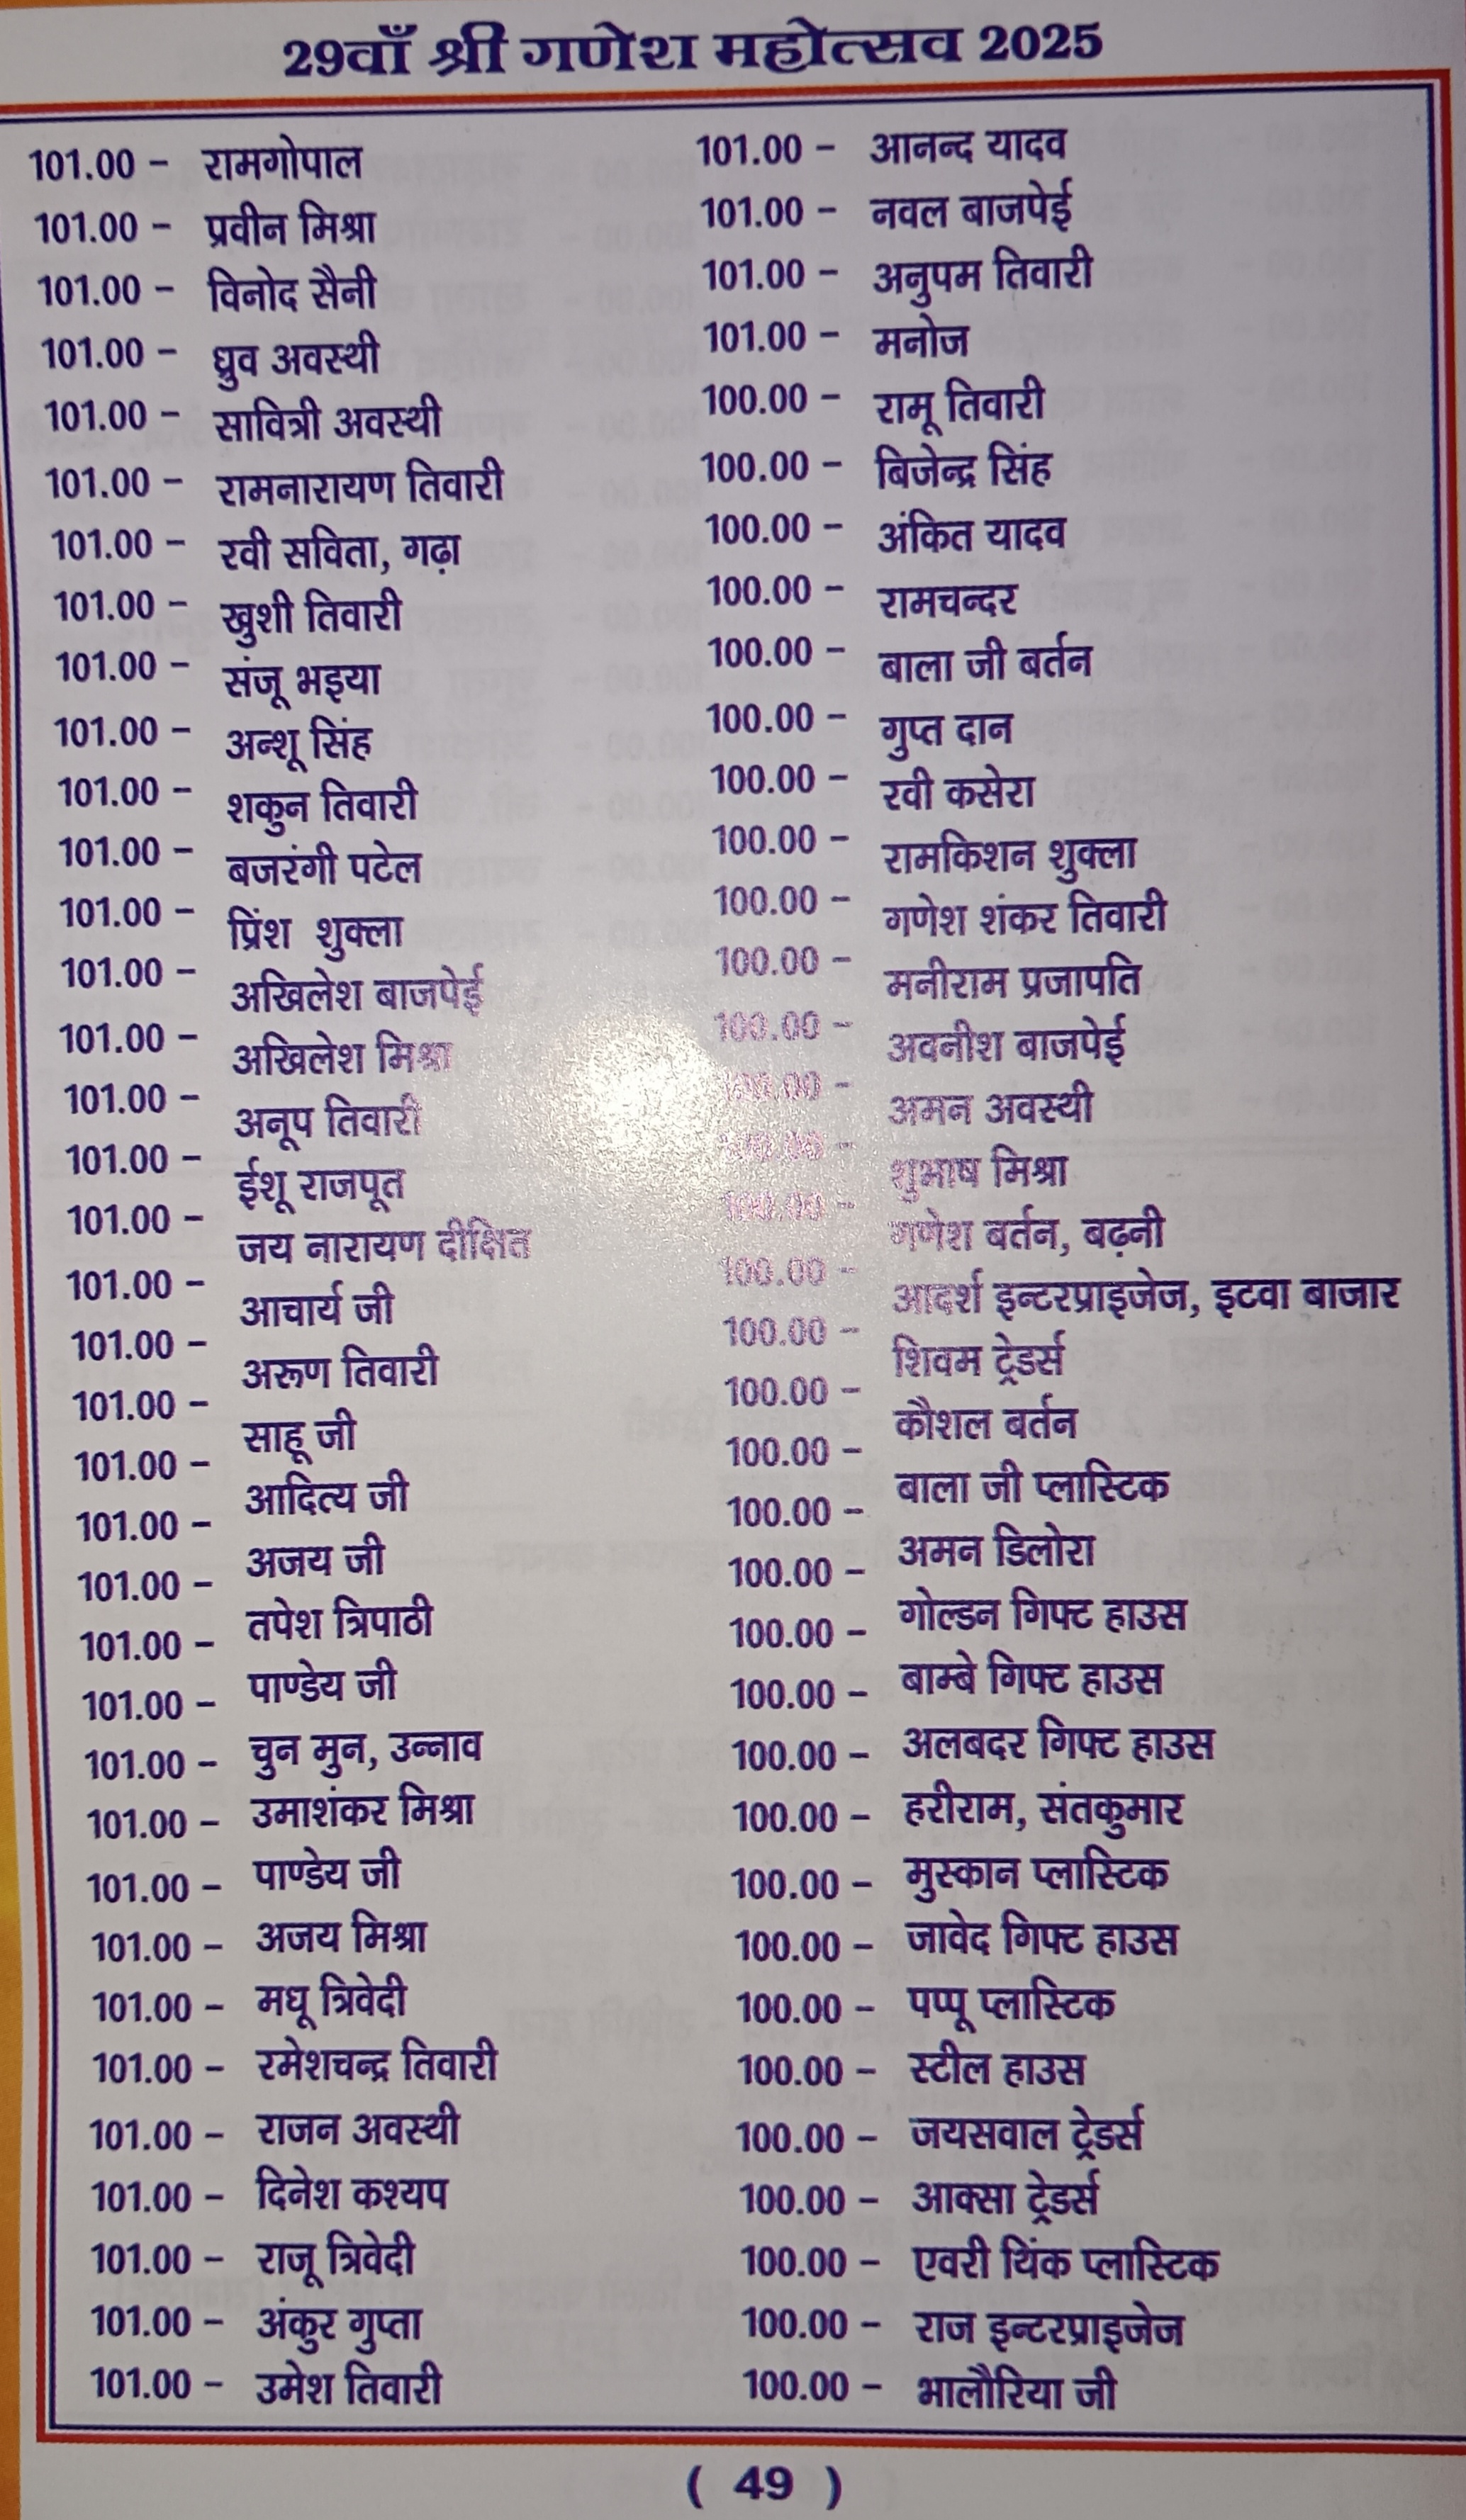 29वाँ श्री गणेश महोत्सव 2025
101.00 - रामगोपाल
101.00 - प्रवीन मिश्रा
101.00 - विनोद सैनी
101.00 - ध्रुव अवस्थी
101.00 - सावित्री अवस्थी
101.00 - रामनारायण तिवारी
101.00 - रवी सविता, गढ़ा
101.00 - खुशी तिवारी
101.00 - संजू भइया
101.00 - अन्शू सिंह
101.00 - शकुन तिवारी
101.00 - बजरंगी पटेल
101.00 - प्रिंश शुक्ला
101.00 - अखिलेश बाजपेई
101.00 - अखिलेश मिश्रा
101.00 - अनूप तिवारी
101.00 - ईशू राजपूत
101.00 - जय नारायण दीक्षित
101.00 - आचार्य जी
101.00 - अरूण तिवारी
101.00 - साहू जी
101.00 - आदित्य जी
101.00 - अजय जी
101.00 - तपेश त्रिपाठी
101.00 - पाण्डेय जी
101.00 - चुन मुन, उन्नाव
101.00 - उमाशंकर मिश्रा
101.00 - पाण्डेय जी
101.00 - अजय मिश्रा
101.00 - मधू त्रिवेदी
101.00 - रमेशचन्द्र तिवारी
101.00 - राजन अवस्थी
101.00 - दिनेश कश्यप
101.00 - राजू त्रिवेदी
101.00 - अंकुर गुप्ता
101.00 - उमेश तिवारी
101.00 - आनन्द यादव
101.00 - नवल बाजपेई
101.00 - अनुपम तिवारी
101.00 - मनोज
100.00 - रामू तिवारी
100.00 - बिजेन्द्र सिंह
100.00 - अंकित यादव
100.00 - रामचन्दर
100.00 - बाला जी बर्तन
100.00 - गुप्त दान
100.00 - रवी कसेरा
100.00 - रामकिशन शुक्ला
100.00 - गणेश शंकर तिवारी
100.00 - मनीराम प्रजापति
100.00 - अवनीश बाजपेई
100.00 - अमन अवस्थी
100.00 - शुभाष मिश्रा
100.00 - गणेश बर्तन, बढ़नी
100.00 - आदर्श इन्टरप्राइजेज, इटवा बाजार
100.00 - शिवम ट्रेडर्स
100.00 - कौशल बर्तन
100.00 - बाला जी प्लास्टिक
100.00 - अमन डिलोरा
100.00 - गोल्डन गिफ्ट हाउस
100.00 - बाम्बे गिफ्ट हाउस
100.00 - अलबदर गिफ्ट हाउस
100.00 - हरीराम, संतकुमार
100.00 - मुस्कान प्लास्टिक
100.00 - जावेद गिफ्ट हाउस
100.00 - पप्पू प्लास्टिक
100.00 - स्टील हाउस
100.00 - जयसवाल ट्रेडर्स
100.00 - आक्सा ट्रेडर्स
100.00 - एवरी थिंक प्लास्टिक
100.00 - राज इन्टरप्राइजेज
100.00 - भालौरिया जी
( 49 )